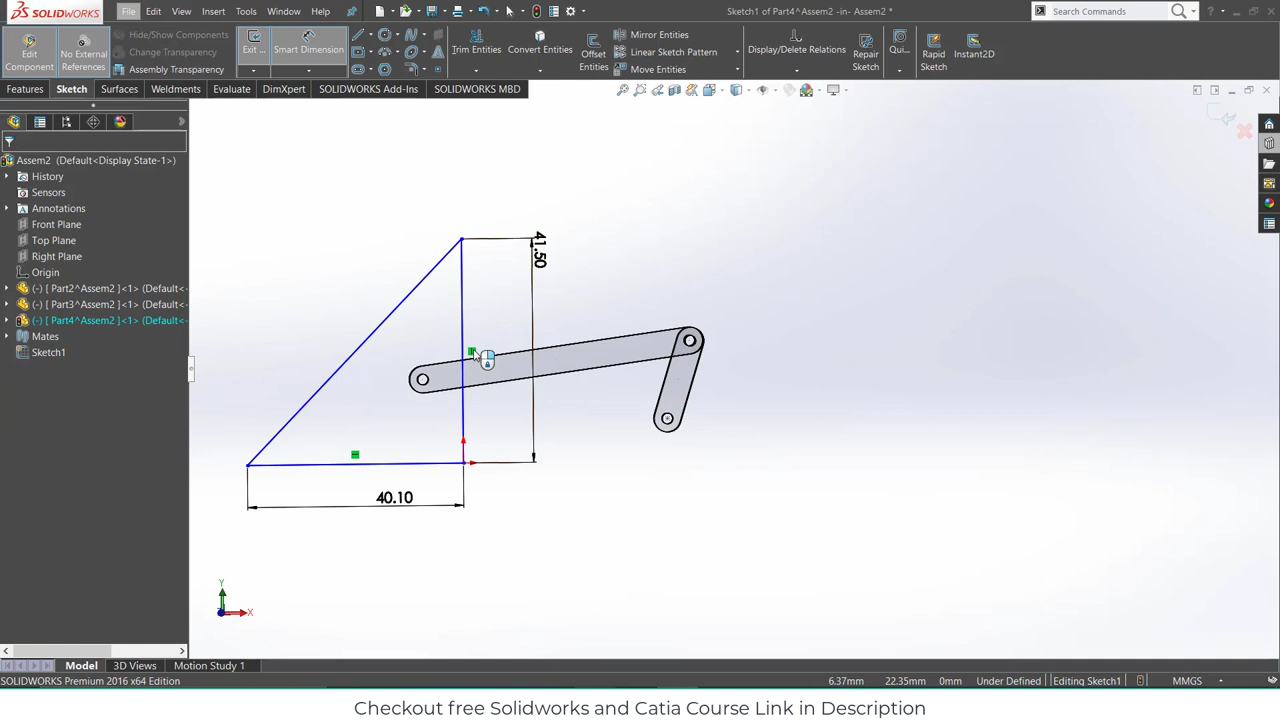 SOLIDWORKS File Edit View Insert Tools Window Help Sketch1 of Part4^Assem2 -in- Assem2 * Search Commands ?
Edit Component
No External References
Hide/Show Components
Change Transparency
Assembly Transparency
Exit ...
Smart Dimension
Trim Entities
Convert Entities
Offset Entities
Mirror Entities
Linear Sketch Pattern
Move Entities
Display/Delete Relations
Repair Sketch
Qui...
Rapid Sketch
Instant2D
Features Sketch Surfaces Weldments Evaluate DimXpert SOLIDWORKS Add-Ins SOLIDWORKS MBD
Assem2 (Default<Display State-1>)
History
Sensors
Annotations
Front Plane
Top Plane
Right Plane
Origin
(-) [ Part2^Assem2 ]<1> (Default<
(-) [ Part3^Assem2 ]<1> (Default<
(-) [ Part4^Assem2 ]<1> (Default<
Mates
Sketch1
41.50
40.10
Y
X
Model 3D Views Motion Study 1
SOLIDWORKS Premium 2016 x64 Edition 6.37mm 22.35mm 0mm Under Defined Editing Sketch1 MMGS
Checkout free Solidworks and Catia Course Link in Description